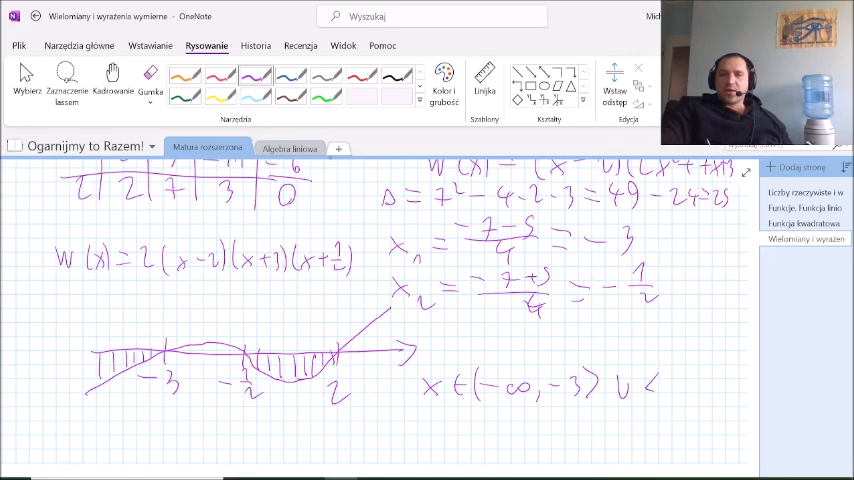 Wielomiany i wyrażenia wymierne - OneNote
Wyszukaj
Plik Narzędzia główne Wstawianie Rysowanie Historia Recenzja Widok Pomoc
Wybierz
Zaznaczenie lassem
Kadrowanie
Gumka
Kolor i grubość
Linijka
Wstaw odstęp
Narzędzia
Szablony
Kształty
Edycja
Ogarnijmy to Razem!
Matura rozszerzona
Algebra liniowa
Dodaj stronę
Liczby rzeczywiste i w
Funkcje. Funkcja linio
Funkcja kwadratowa
Wielomiany i wyrażen
2 | 2 | 7 | 3 | 0
Δ = 7² - 4·2·3 = 49 - 24 = 25
x₁ = (-7-5)/4 = -3
W(x) = 2(x-2)(x+3)(x+1/2)
x₂ = (-7+5)/4 = -1/2
-3 -1/2 2
x ∈ (-∞, -3> ∪ <